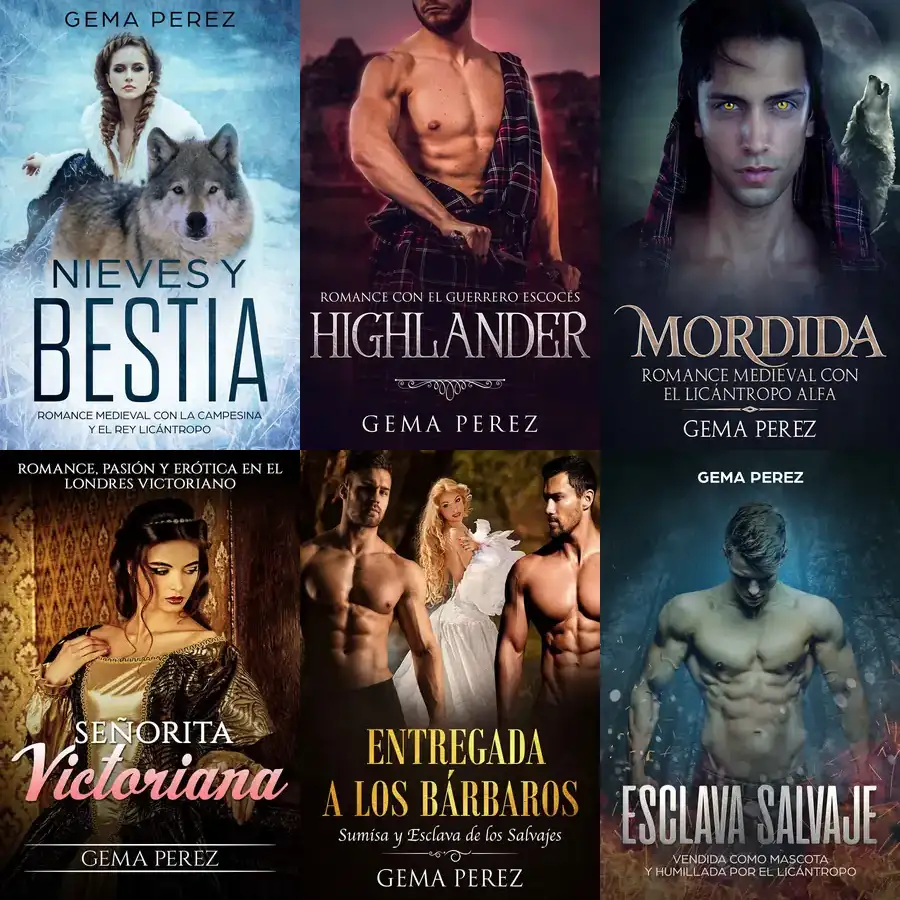 GEMA PEREZ
NIEVES Y
BESTIA
ROMANCE MEDIEVAL CON LA CAMPESINA
Y EL REY LICÁNTROPO
ROMANCE CON EL GUERRERO ESCOCÉS
HIGHLANDER
GEMA PEREZ
MORDIDA
ROMANCE MEDIEVAL CON
EL LICÁNTROPO ALFA
GEMA PEREZ
ROMANCE, PASIÓN Y ERÓTICA EN EL
LONDRES VICTORIANO
SEÑORITA
Victoriana
GEMA PEREZ
ENTREGADA
A LOS BÁRBAROS
Sumisa y Esclava de los Salvajes
GEMA PEREZ
GEMA PEREZ
ESCLAVA SALVAJE
VENDIDA COMO MASCOTA
Y HUMILLADA POR EL LICÁNTROPO